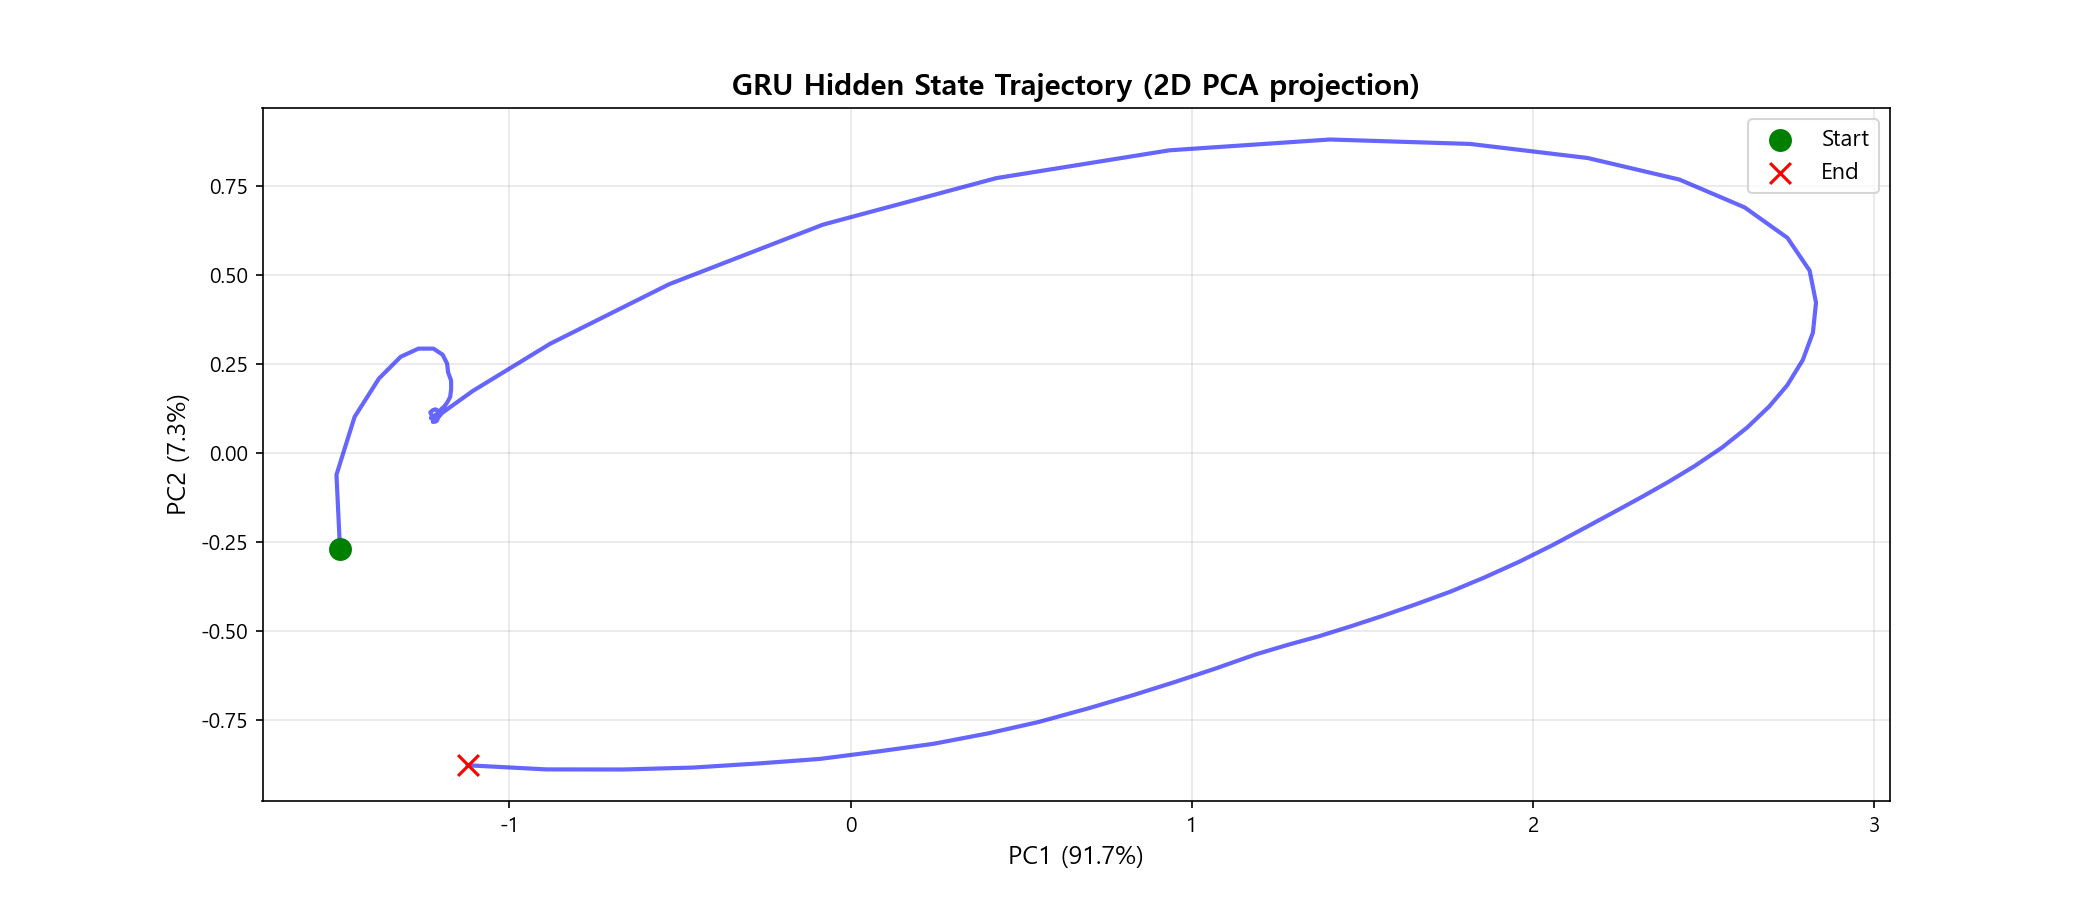 GRU Hidden State Trajectory (2D PCA projection)
Start
End
0.75
0.50
0.25
0.00
-0.25
-0.50
-0.75
PC2 (7.3%)
-1
0
1
2
3
PC1 (91.7%)